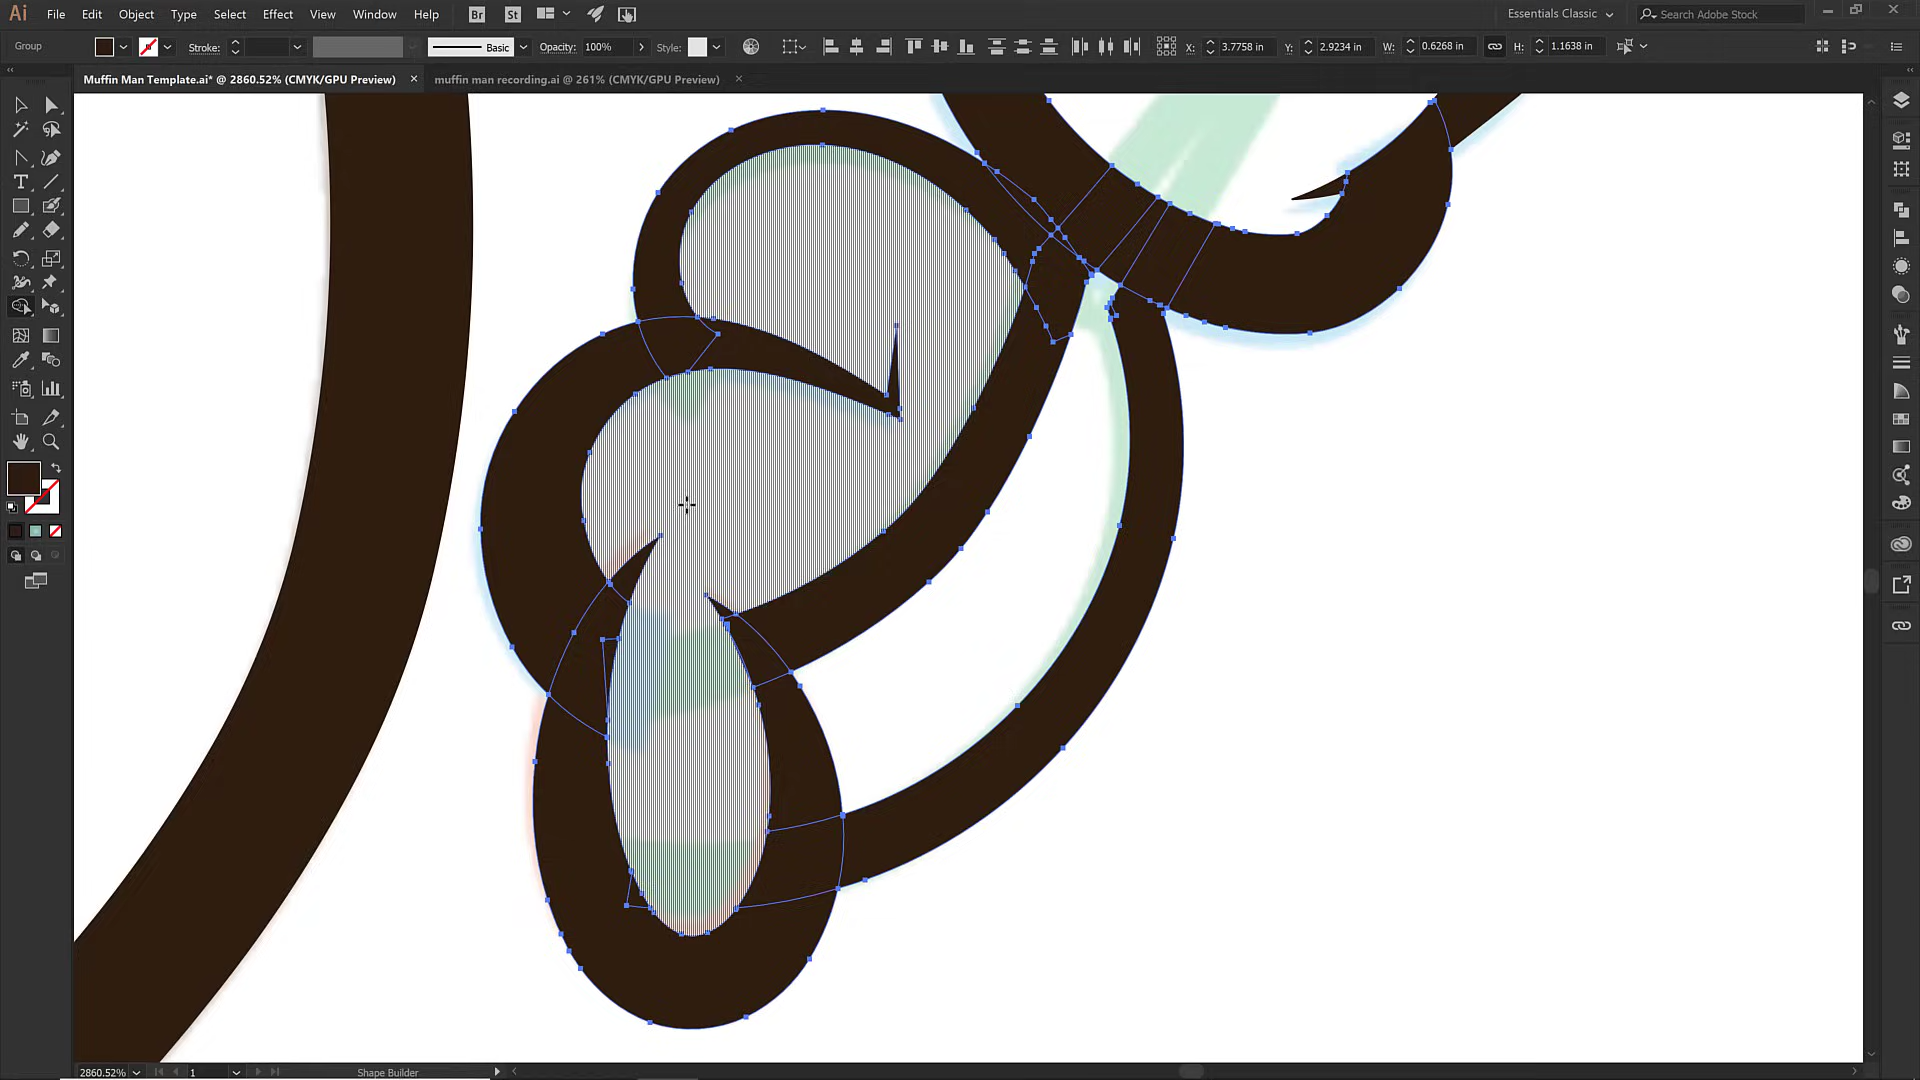 Ai File Edit Object Type Select Effect View Window Help Br St Essentials Classic Search Adobe Stock
Group Stroke: Basic Opacity: 100% Style: X: 3.7758 in Y: 2.9234 in W: 0.6268 in H: 1.1638 in
Muffin Man Template.ai* @ 2860.52% (CMYK/GPU Preview) × muffin man recording.ai @ 261% (CMYK/GPU Preview) ×
2860.52% 1 Shape Builder